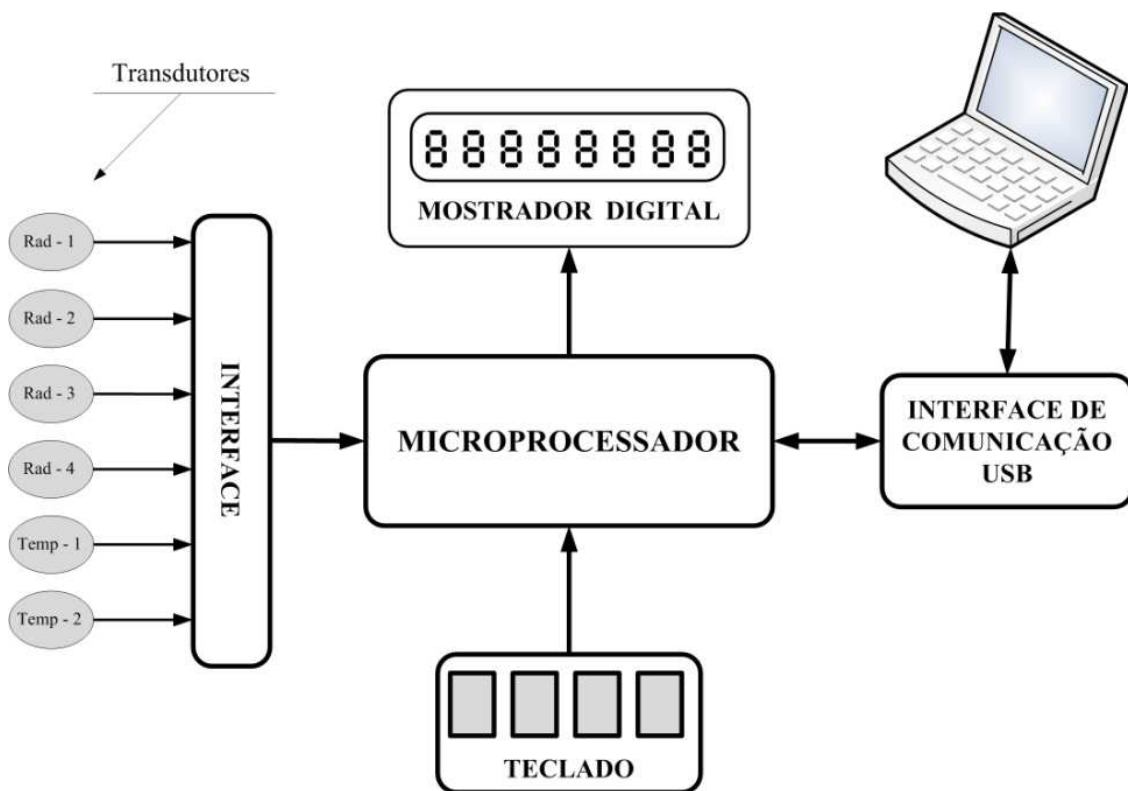 Transdutores
Rad - 1
Rad - 2
Rad - 3
Rad - 4
Temp - 1
Temp - 2
INTERFACE
88888888
MOSTRADOR DIGITAL
MICROPROCESSADOR
TECLADO
INTERFACE DE
COMUNICAÇÃO
USB